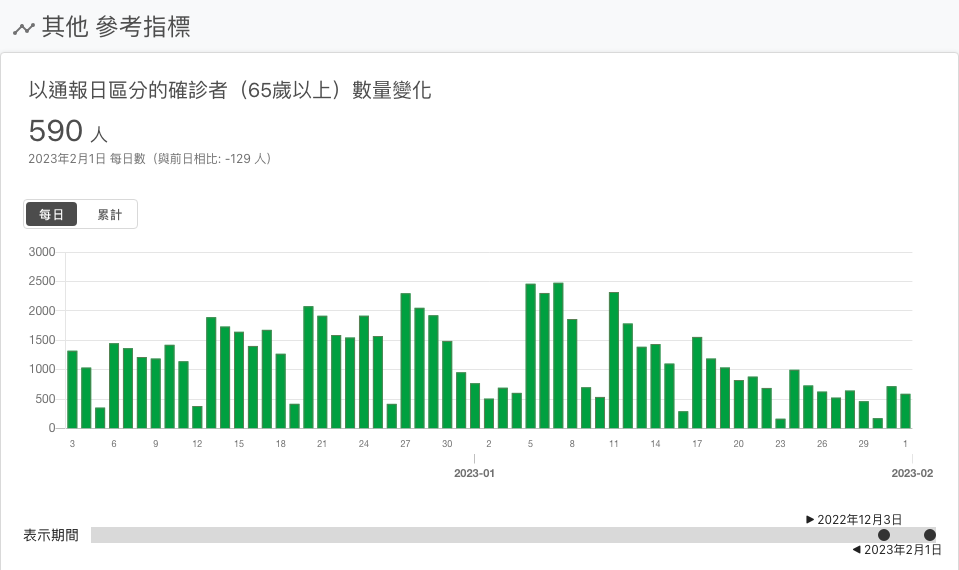 其他 參考指標
以通報日區分的確診者（65歲以上）數量變化
590 人
2023年2月1日 每日數（與前日相比: -129 人）
每日 累計
3000
2500
2000
1500
1000
500
0
3 6 9 12 15 18 21 24 27 30 2 5 8 11 14 17 20 23 26 29 1
2023-01 2023-02
▶ 2022年12月3日
表示期間
◀ 2023年2月1日